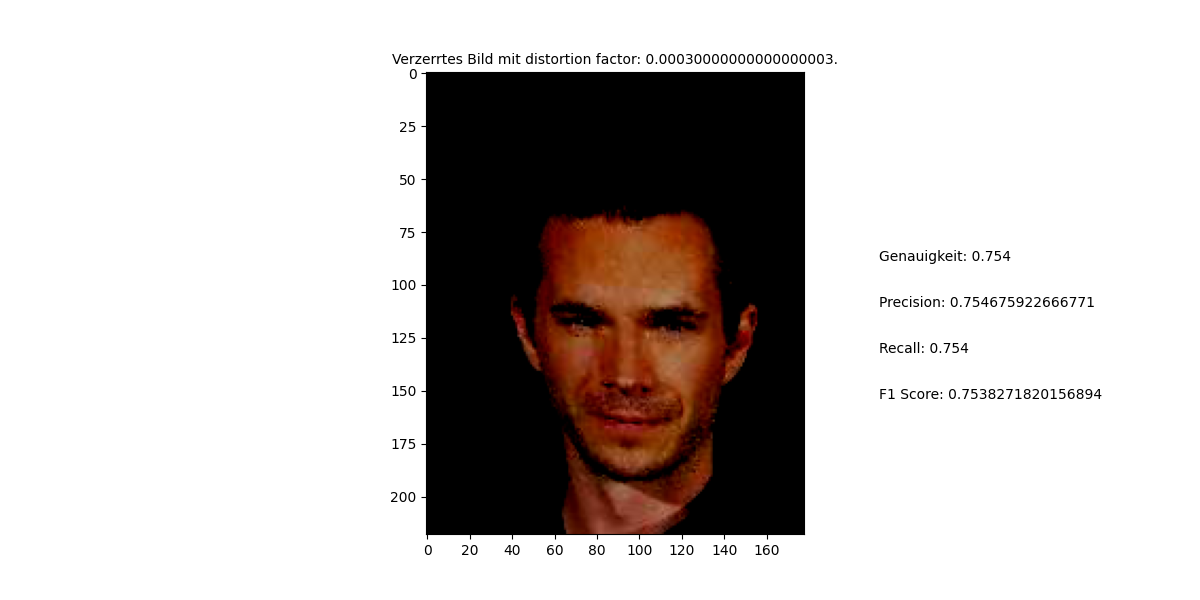 Verzerrtes Bild mit distortion factor: 0.00030000000000000003.
0
25
50
75
100
125
150
175
200
0 20 40 60 80 100 120 140 160
Genauigkeit: 0.754
Precision: 0.754675922666771
Recall: 0.754
F1 Score: 0.7538271820156894